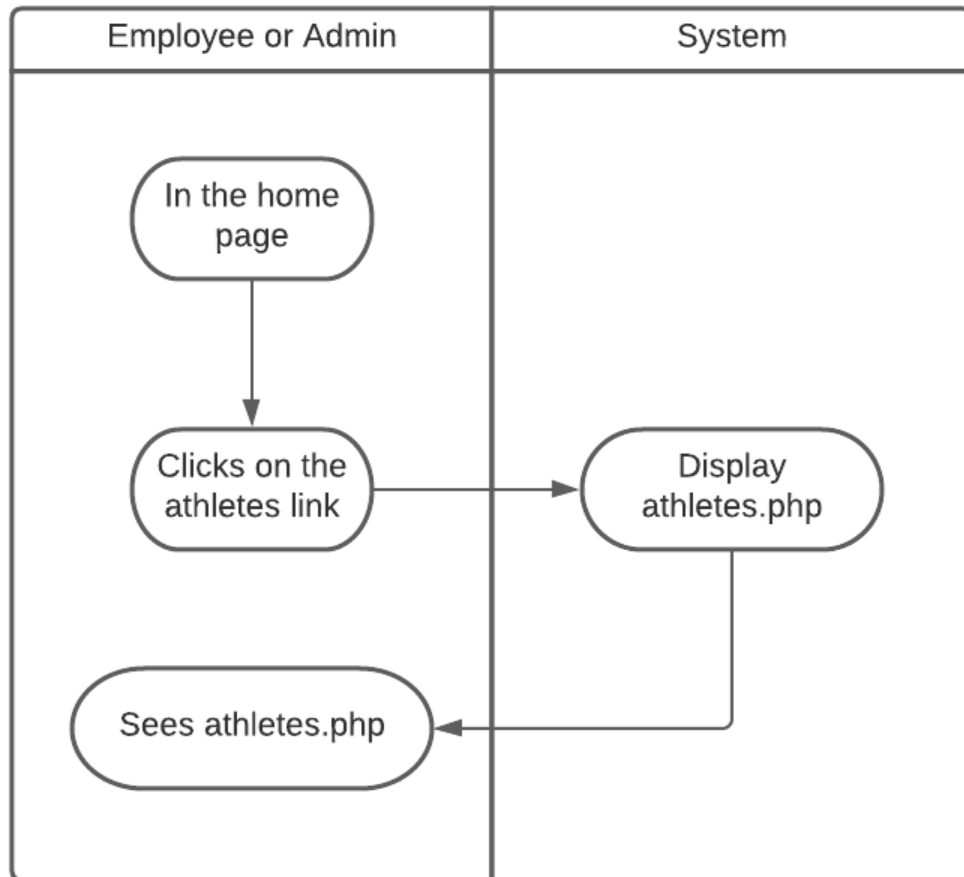 Employee or Admin
System
In the home
page
Clicks on the
athletes link
Display
athletes.php
Sees athletes.php